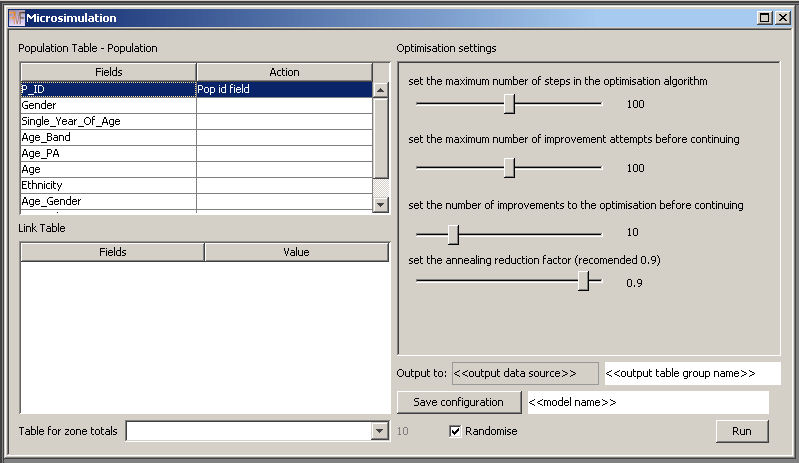 Microsimulation
Population Table - Population
Fields Action
P_ID Pop id field
Gender
Single_Year_Of_Age
Age_Band
Age_PA
Age
Ethnicity
Age_Gender
Link Table
Fields Value
Table for zone totals
10
Optimisation settings
set the maximum number of steps in the optimisation algorithm
100
set the maximum number of improvement attempts before continuing
100
set the number of improvements to the optimisation before continuing
10
set the annealing reduction factor (recomended 0.9)
0.9
Output to: <<output data source>> <<output table group name>>
Save configuration <<model name>>
Randomise Run